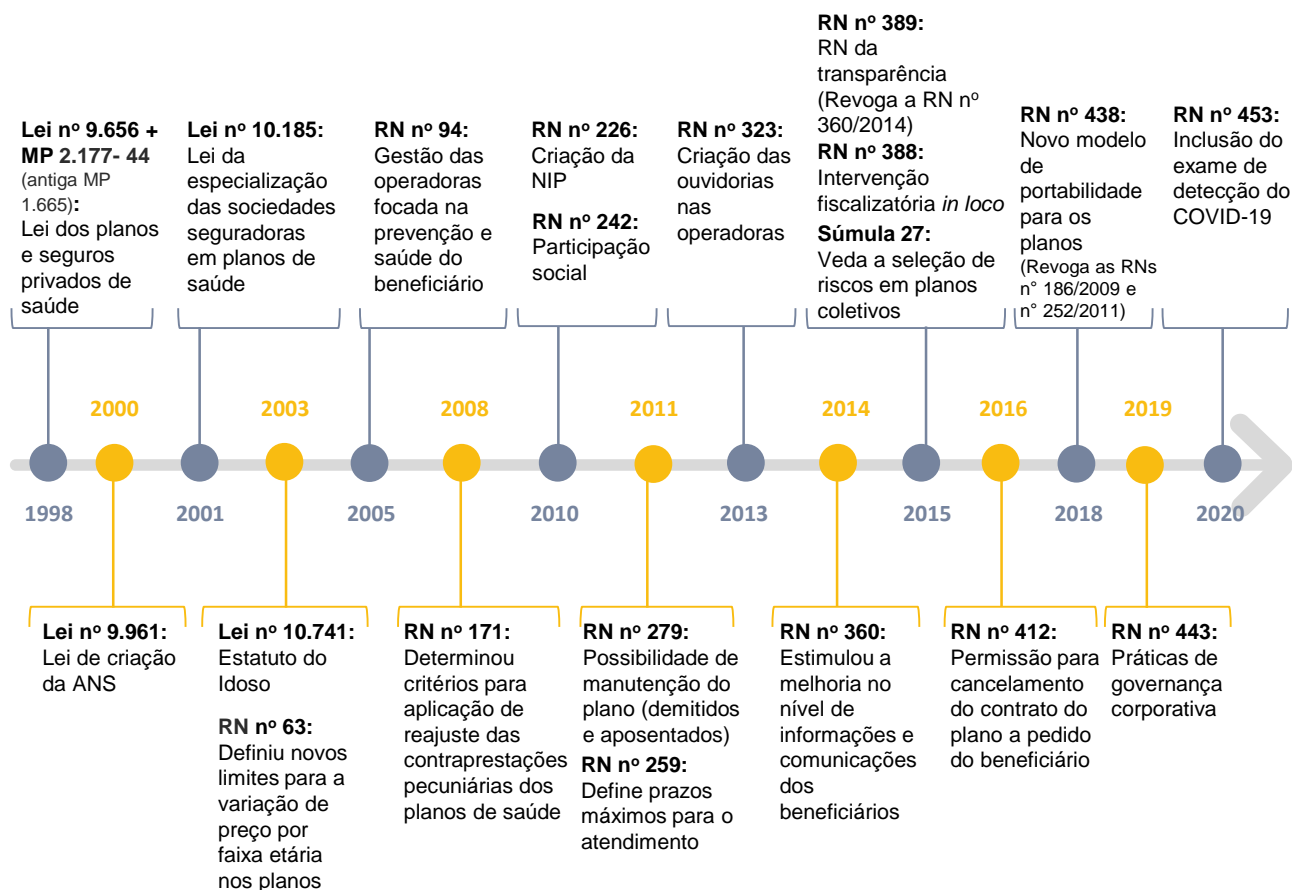 Lei nº 9.656 +
MP 2.177- 44
(antiga MP
1.665):
Lei dos planos
e seguros
privados de
saúde
Lei nº 10.185:
Lei da
especialização
das sociedades
seguradoras
em planos de
saúde
RN nº 94:
Gestão das
operadoras
focada na
prevenção e
saúde do
beneficiário
RN nº 226:
Criação da
NIP
RN nº 242:
Participação
social
RN nº 323:
Criação das
ouvidorias
nas
operadoras
RN nº 389:
RN da
transparência
(Revoga a RN nº
360/2014)
RN nº 388:
Intervenção
fiscalizatória in loco
Súmula 27:
Veda a seleção de
riscos em planos
coletivos
RN nº 438:
Novo modelo
de
portabilidade
para os
planos
(Revoga as RNs
n° 186/2009 e
n° 252/2011)
RN nº 453:
Inclusão do
exame de
detecção do
COVID-19
2000
2003
2008
2011
2014
2016
2019
1998
2001
2005
2010
2013
2015
2018
2020
Lei nº 9.961:
Lei de criação
da ANS
Lei nº 10.741:
Estatuto do
Idoso
RN nº 63:
Definiu novos
limites para a
variação de
preço por
faixa etária
nos planos
RN nº 171:
Determinou
critérios para
aplicação de
reajuste das
contraprestações
pecuniárias dos
planos de saúde
RN nº 279:
Possibilidade de
manutenção do
plano (demitidos
e aposentados)
RN nº 259:
Define prazos
máximos para o
atendimento
RN nº 360:
Estimulou a
melhoria no
nível de
informações e
comunicações
dos
beneficiários
RN nº 412:
Permissão para
cancelamento
do contrato do
plano a pedido
do beneficiário
RN nº 443:
Práticas de
governança
corporativa